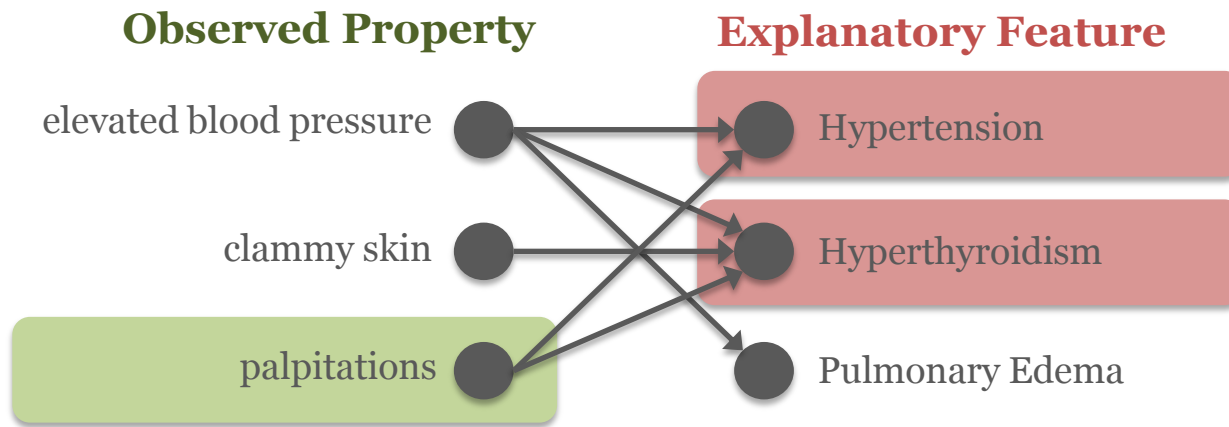 Observed Property
Explanatory Feature
elevated blood pressure
Hypertension
clammy skin
Hyperthyroidism
palpitations
Pulmonary Edema